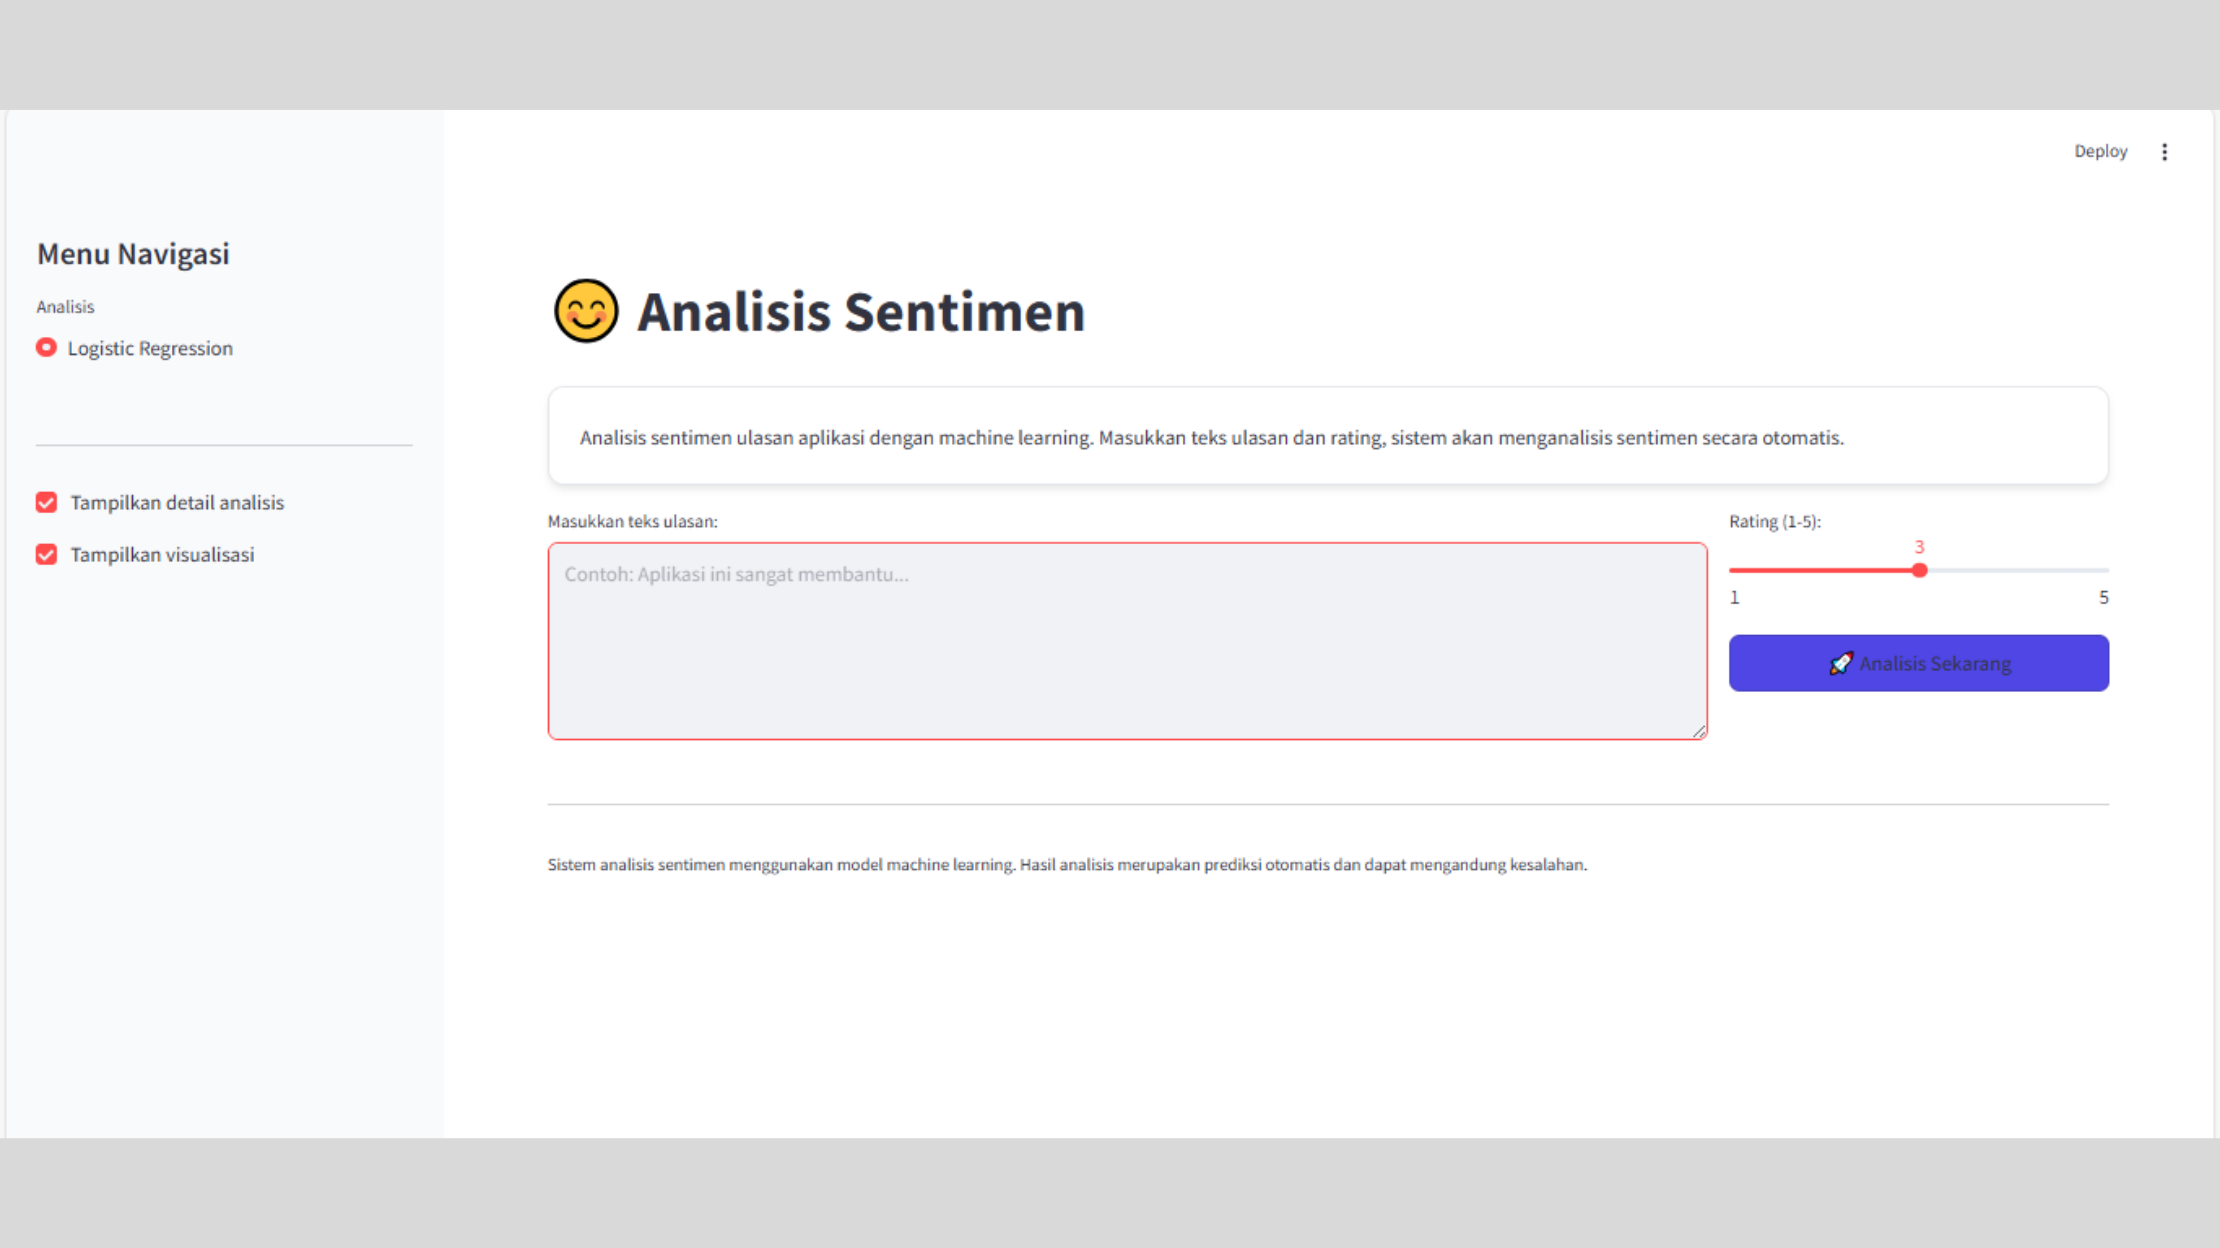 Deploy
Menu Navigasi
Analisis
Logistic Regression
Tampilkan detail analisis
Tampilkan visualisasi
Analisis Sentimen
Analisis sentimen ulasan aplikasi dengan machine learning. Masukkan teks ulasan dan rating, sistem akan menganalisis sentimen secara otomatis.
Masukkan teks ulasan:
Contoh: Aplikasi ini sangat membantu...
Rating (1-5):
3
1 5
Analisis Sekarang
Sistem analisis sentimen menggunakan model machine learning. Hasil analisis merupakan prediksi otomatis dan dapat mengandung kesalahan.